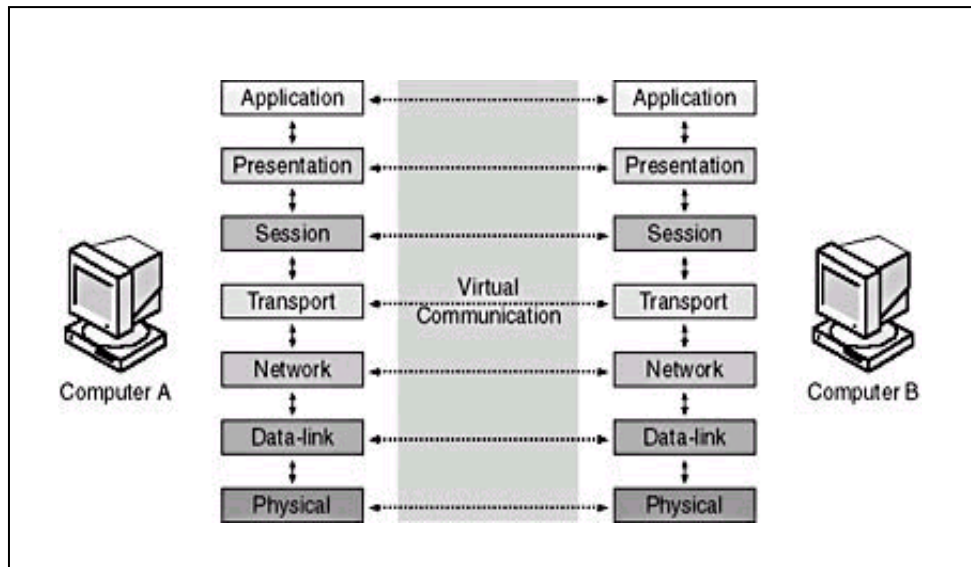 Application
Application
Presentation
Presentation
Session
Session
Virtual
Transport
Communication
Transport
Network
Network
Computer A
Computer B
Data-link
Data-link
Physical
Physical